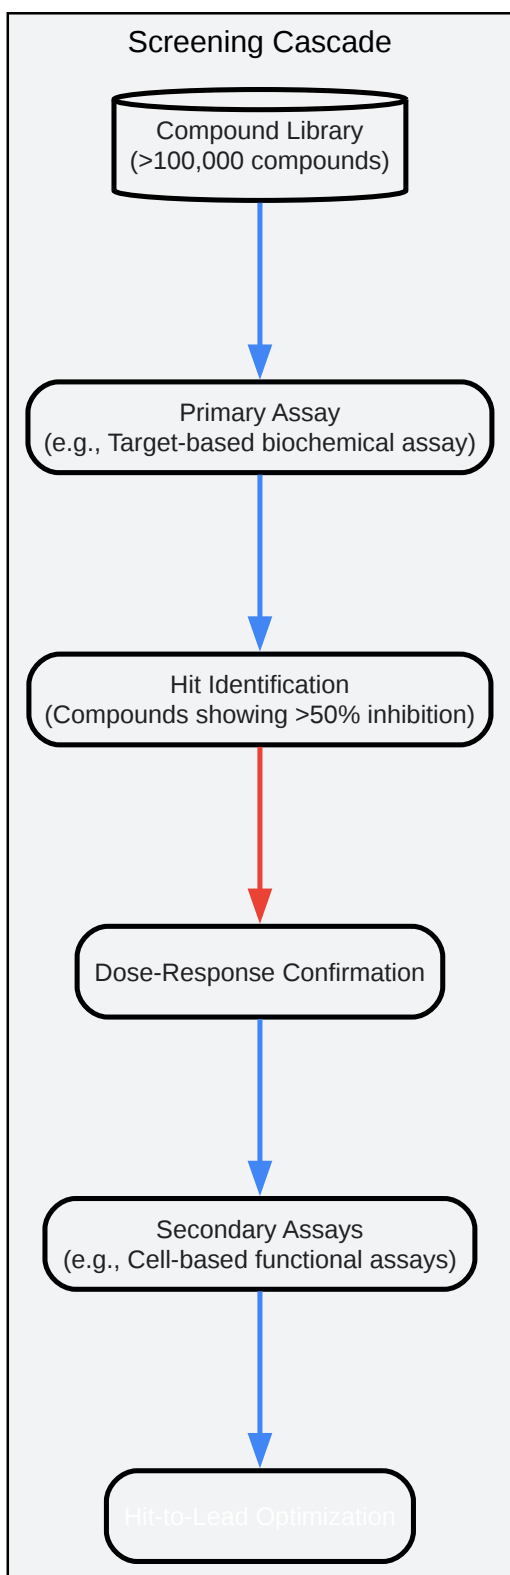 Screening Cascade
Compound Library
(>100,000 compounds)
Primary Assay
(e.g., Target-based biochemical assay)
Hit Identification
(Compounds showing >50% inhibition)
Dose-Response Confirmation
Secondary Assays
(e.g., Cell-based functional assays)
Hit-to-Lead Optimization